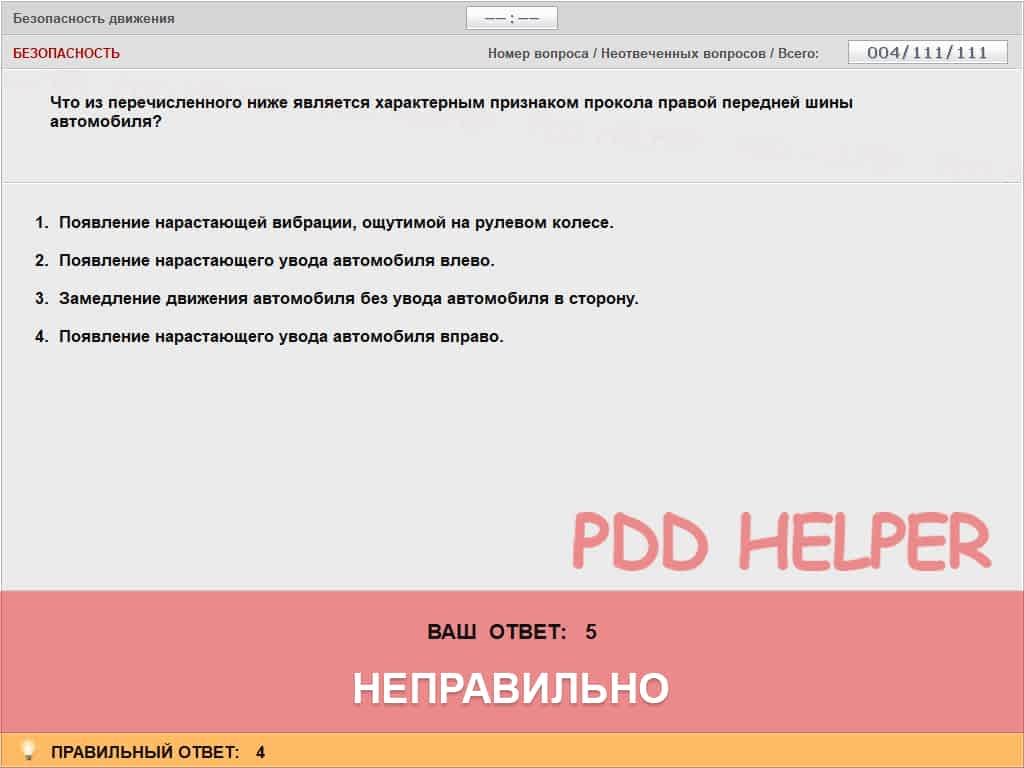 Безопасность движения
—— : ——
БЕЗОПАСНОСТЬ
Номер вопроса / Неотвеченных вопросов / Всего:
004/111/111
Что из перечисленного ниже является характерным признаком прокола правой передней шины
автомобиля?
1. Появление нарастающей вибрации, ощутимой на рулевом колесе.
2. Появление нарастающего увода автомобиля влево.
3. Замедление движения автомобиля без увода автомобиля в сторону.
4. Появление нарастающего увода автомобиля вправо.
PDD HELPER
ВАШ ОТВЕТ: 5
НЕПРАВИЛЬНО
ПРАВИЛЬНЫЙ ОТВЕТ: 4